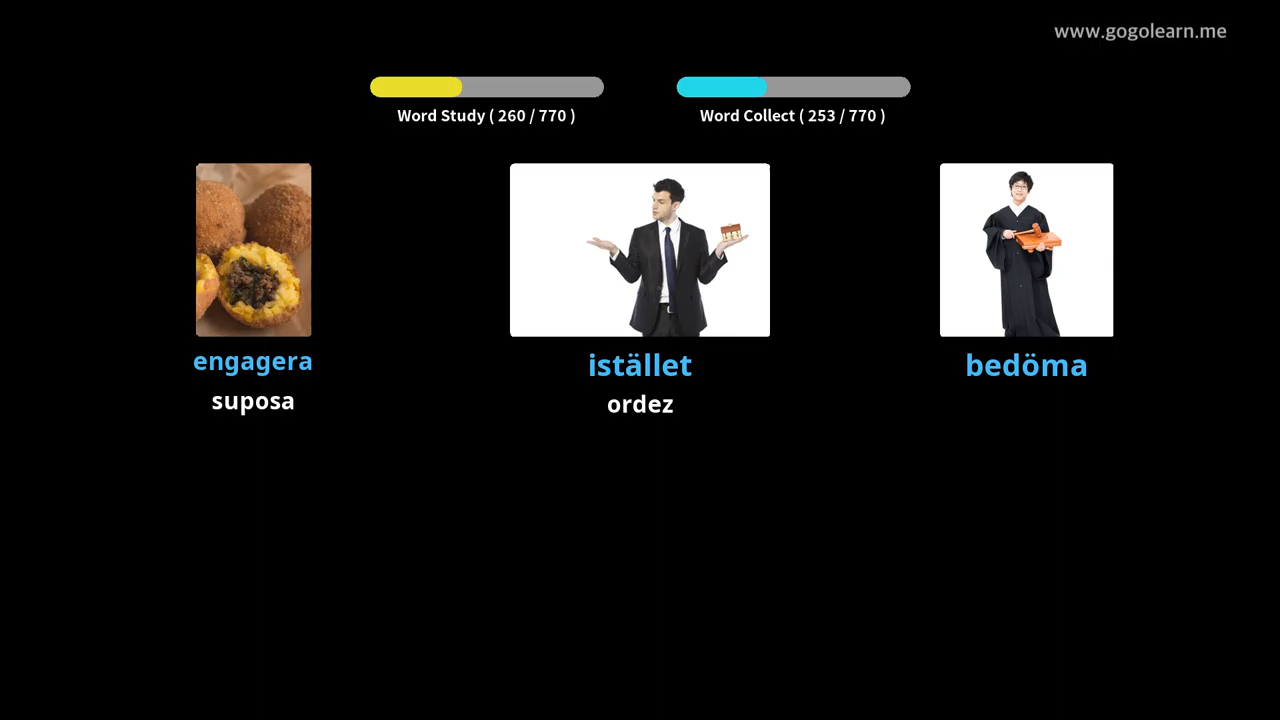 www.gogolearn.me
Word Study ( 260 / 770 )
Word Collect ( 253 / 770 )
engagera
suposa
istället
ordez
bedöma